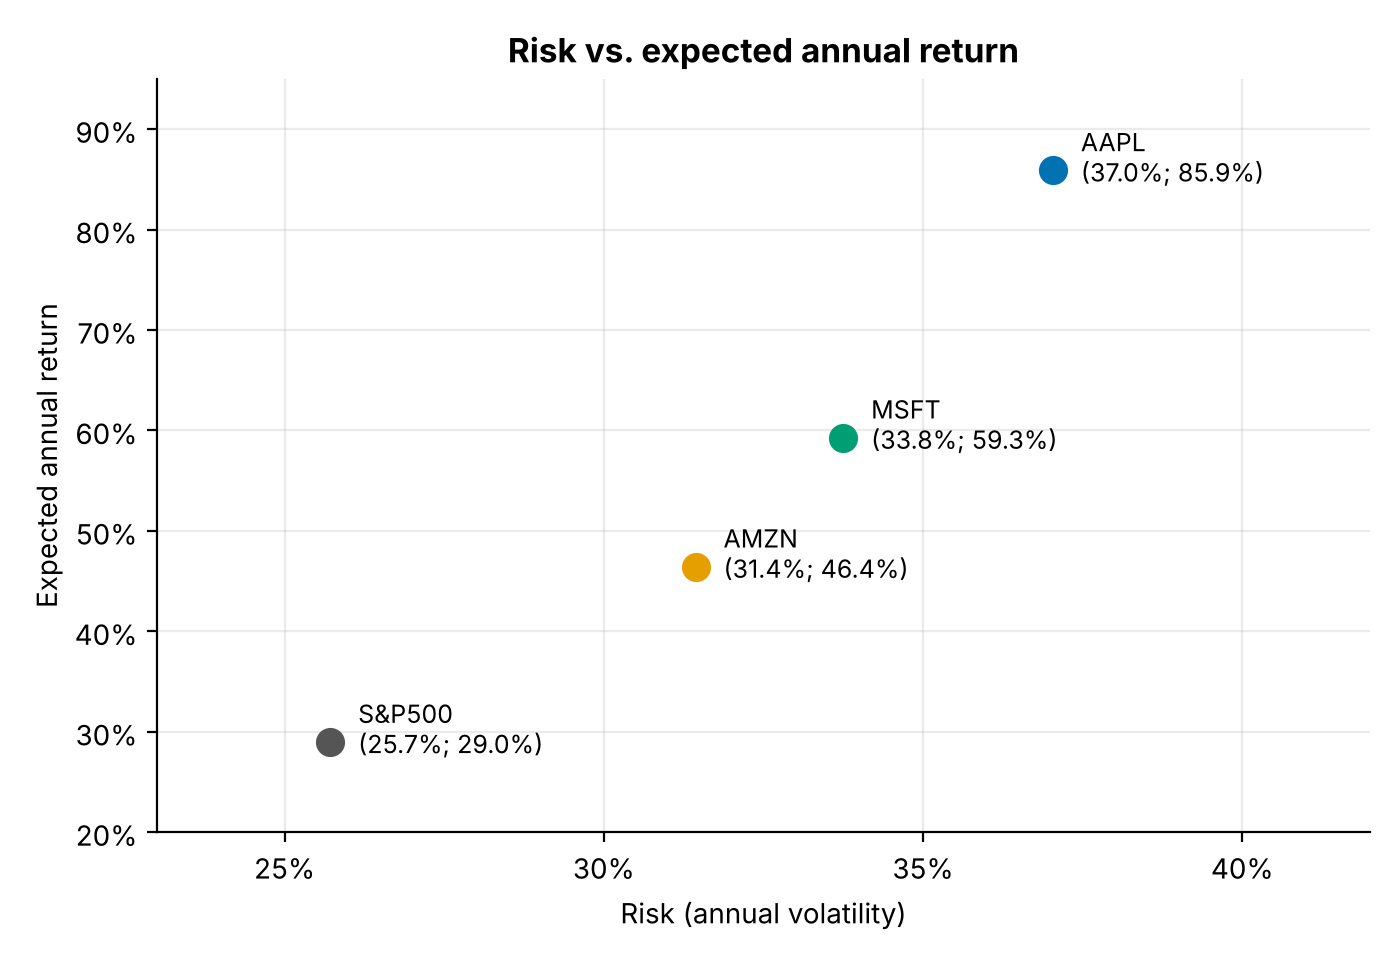 Risk vs. expected annual return
90%
80%
70%
60%
50%
40%
30%
20%
Expected annual return
AAPL
(37.0%; 85.9%)
MSFT
(33.8%; 59.3%)
AMZN
(31.4%; 46.4%)
S&P500
(25.7%; 29.0%)
25%
30%
35%
40%
Risk (annual volatility)